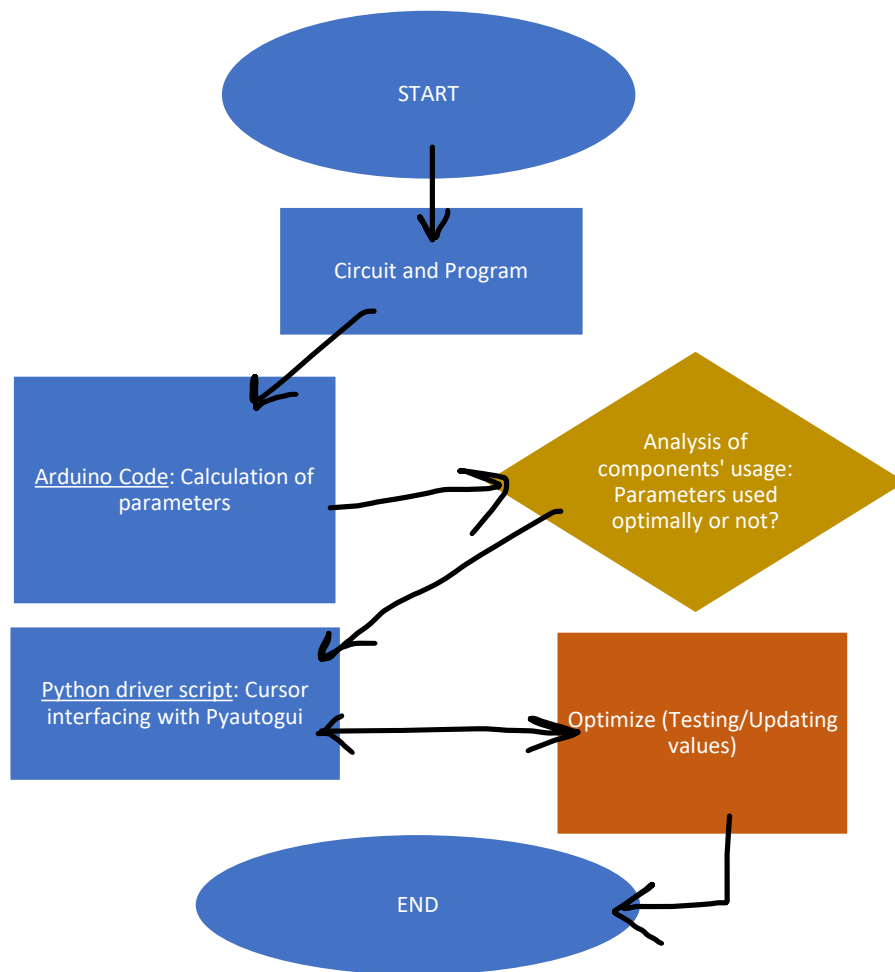 START
Circuit and Program
Arduino Code: Calculation of
parameters
Analysis of
components' usage:
Parameters used
optimally or not?
Python driver script: Cursor
interfacing with Pyautogui
Optimize (Testing/Updating
values)
END